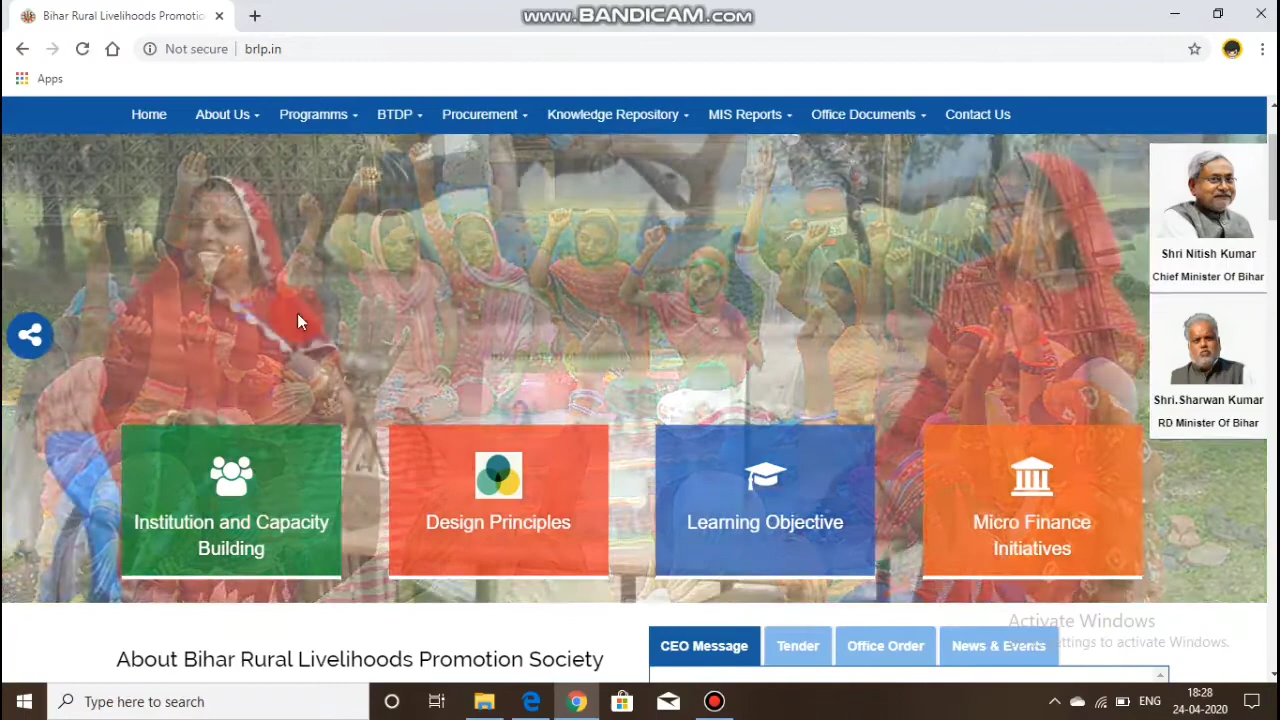 Bihar Rural Livelihoods Promotio
www.BANDICAM.com
Not secure
brlp.in
Apps
Home
About Us
Programms
BTDP
Procurement
Knowledge Repository
MIS Reports
Office Documents
Contact Us
Shri Nitish Kumar
Chief Minister Of Bihar
Shri.Sharwan Kumar
RD Minister Of Bihar
Institution and Capacity
Building
Design Principles
Learning Objective
Micro Finance
Initiatives
About Bihar Rural Livelihoods Promotion Society
CEO Message
Tender
Office Order
News & Events
Activate Windows
ettings to activate Windows.
Type here to search
ENG
18:28
24-04-2020